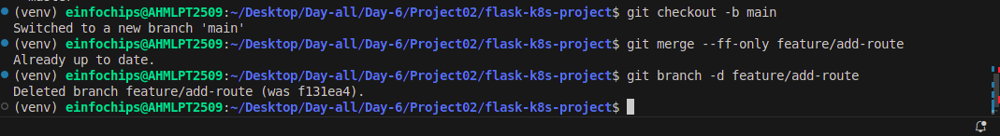 (venv) einfochips@AHMLPT2509:~/Desktop/Day-all/Day-6/Project02/flask-k8s-project$ git checkout -b main
Switched to a new branch 'main'
(venv) einfochips@AHMLPT2509:~/Desktop/Day-all/Day-6/Project02/flask-k8s-project$ git merge --ff-only feature/add-route
Already up to date.
(venv) einfochips@AHMLPT2509:~/Desktop/Day-all/Day-6/Project02/flask-k8s-project$ git branch -d feature/add-route
Deleted branch feature/add-route (was f131ea4).
(venv) einfochips@AHMLPT2509:~/Desktop/Day-all/Day-6/Project02/flask-k8s-project$